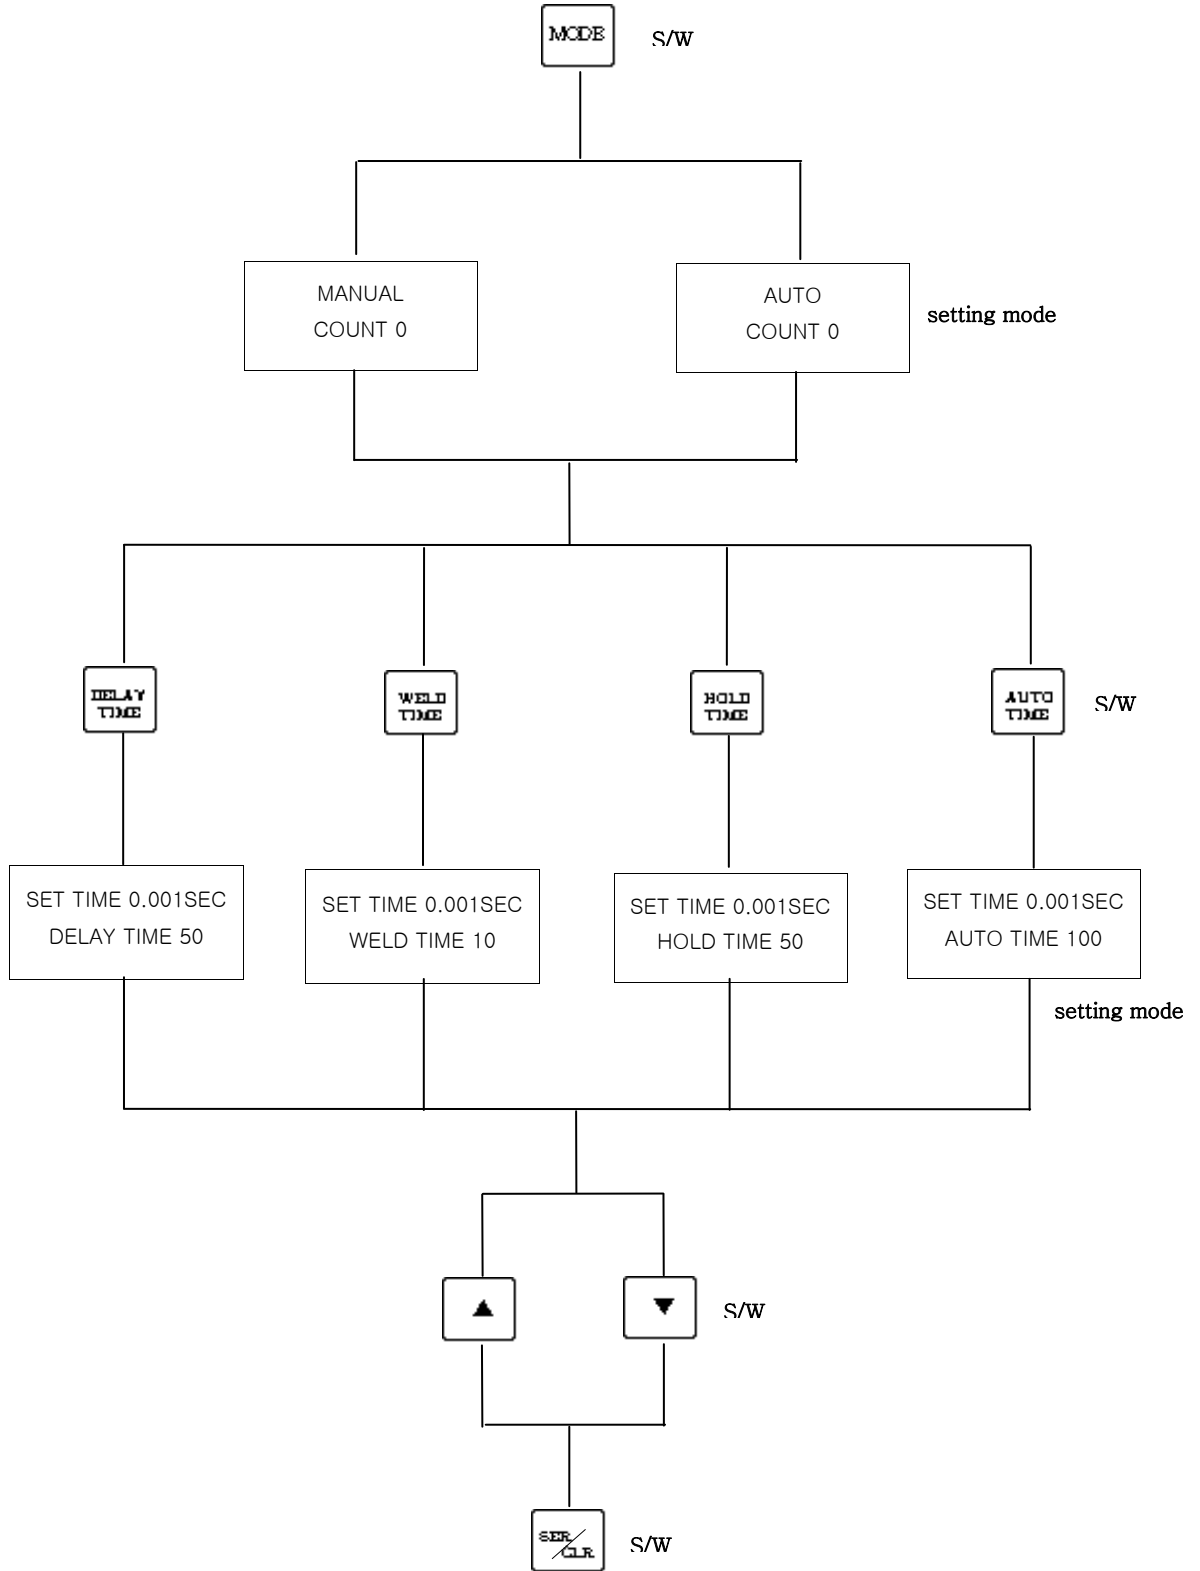 MODE
S/W
MANUAL
COUNT 0
AUTO
COUNT 0
setting mode
DELAY
TIME
WELD
TIME
HOLD
TIME
AUTO
TIME
S/W
SET TIME 0.001SEC
DELAY TIME 50
SET TIME 0.001SEC
WELD TIME 10
SET TIME 0.001SEC
HOLD TIME 50
SET TIME 0.001SEC
AUTO TIME 100
setting mode
▲
▼
S/W
SER/CLR
S/W